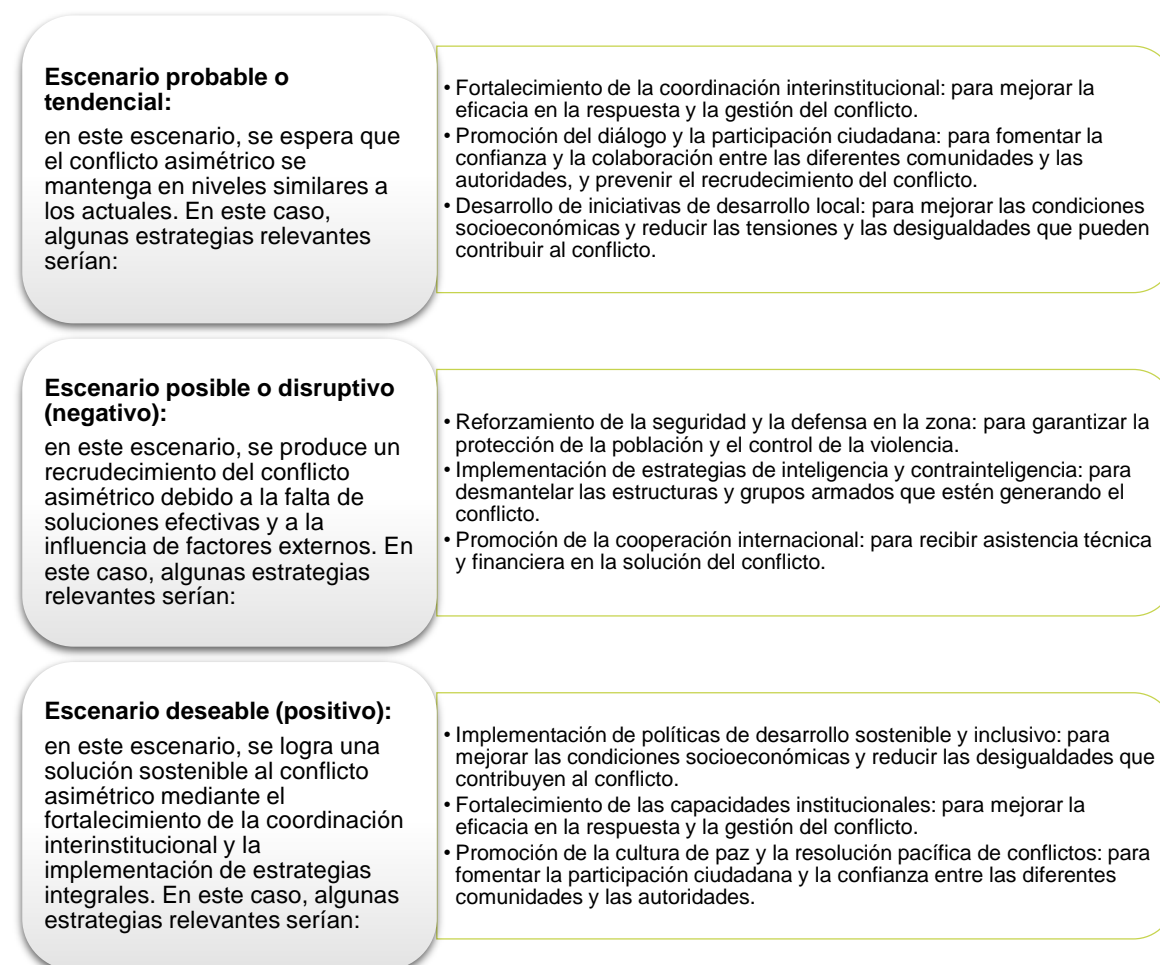 Escenario probable o
tendencial:
en este escenario, se espera que
el conflicto asimétrico se
mantenga en niveles similares a
los actuales. En este caso,
algunas estrategias relevantes
serían:
• Fortalecimiento de la coordinación interinstitucional: para mejorar la
eficacia en la respuesta y la gestión del conflicto.
• Promoción del diálogo y la participación ciudadana: para fomentar la
confianza y la colaboración entre las diferentes comunidades y las
autoridades, y prevenir el recrudecimiento del conflicto.
• Desarrollo de iniciativas de desarrollo local: para mejorar las condiciones
socioeconómicas y reducir las tensiones y las desigualdades que pueden
contribuir al conflicto.
Escenario posible o disruptivo
(negativo):
en este escenario, se produce un
recrudecimiento del conflicto
asimétrico debido a la falta de
soluciones efectivas y a la
influencia de factores externos. En
este caso, algunas estrategias
relevantes serían:
• Reforzamiento de la seguridad y la defensa en la zona: para garantizar la
protección de la población y el control de la violencia.
• Implementación de estrategias de inteligencia y contrainteligencia: para
desmantelar las estructuras y grupos armados que estén generando el
conflicto.
• Promoción de la cooperación internacional: para recibir asistencia técnica
y financiera en la solución del conflicto.
Escenario deseable (positivo):
en este escenario, se logra una
solución sostenible al conflicto
asimétrico mediante el
fortalecimiento de la coordinación
interinstitucional y la
implementación de estrategias
integrales. En este caso, algunas
estrategias relevantes serían:
• Implementación de políticas de desarrollo sostenible y inclusivo: para
mejorar las condiciones socioeconómicas y reducir las desigualdades que
contribuyen al conflicto.
• Fortalecimiento de las capacidades institucionales: para mejorar la
eficacia en la respuesta y la gestión del conflicto.
• Promoción de la cultura de paz y la resolución pacífica de conflictos: para
fomentar la participación ciudadana y la confianza entre las diferentes
comunidades y las autoridades.